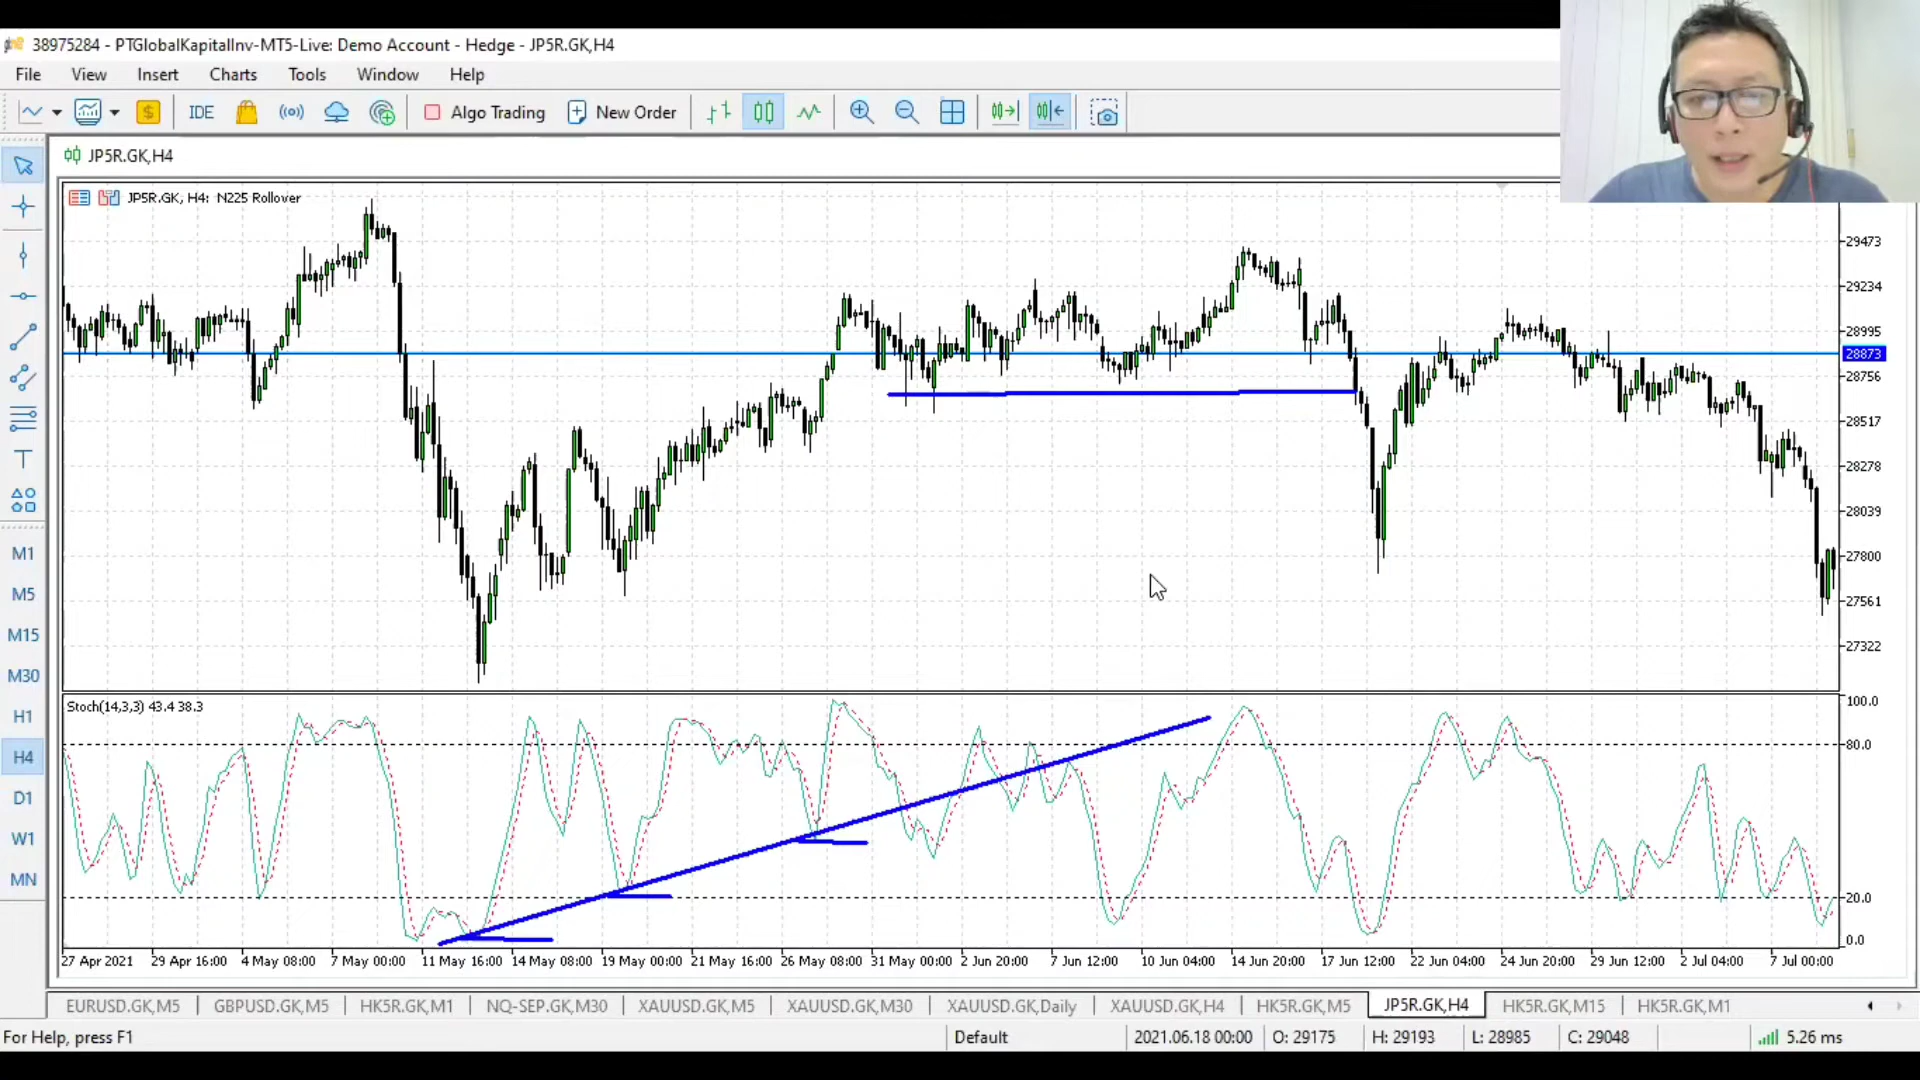 38975284 - PTGlobalKapitalInv-MT5-Live: Demo Account - Hedge - JP5R.GK,H4
File View Insert Charts Tools Window Help
IDE Algo Trading New Order
JP5R.GK,H4
JP5R.GK, H4: N225 Rollover
29473
29234
28995
28873
28756
28517
28278
28039
27800
27561
27322
M1
M5
M15
M30
H1
H4
D1
W1
MN
Stoch(14,3,3) 43.4 38.3
100.0
80.0
20.0
0.0
27 Apr 2021 29 Apr 16:00 4 May 08:00 7 May 00:00 11 May 16:00 14 May 08:00 19 May 00:00 21 May 16:00 26 May 08:00 31 May 00:00 2 Jun 20:00 7 Jun 12:00 10 Jun 04:00 14 Jun 20:00 17 Jun 12:00 22 Jun 04:00 24 Jun 20:00 29 Jun 12:00 2 Jul 04:00 7 Jul 00:00
EURUSD.GK,M5 GBPUSD.GK,M5 HK5R.GK,M1 NQ-SEP.GK,M30 XAUUSD.GK,M5 XAUUSD.GK,M30 XAUUSD.GK,Daily XAUUSD.GK,H4 HK5R.GK,M5 JP5R.GK,H4 HK5R.GK,M15 HK5R.GK,M1
For Help, press F1 Default 2021.06.18 00:00 O: 29175 H: 29193 L: 28985 C: 29048 5.26 ms